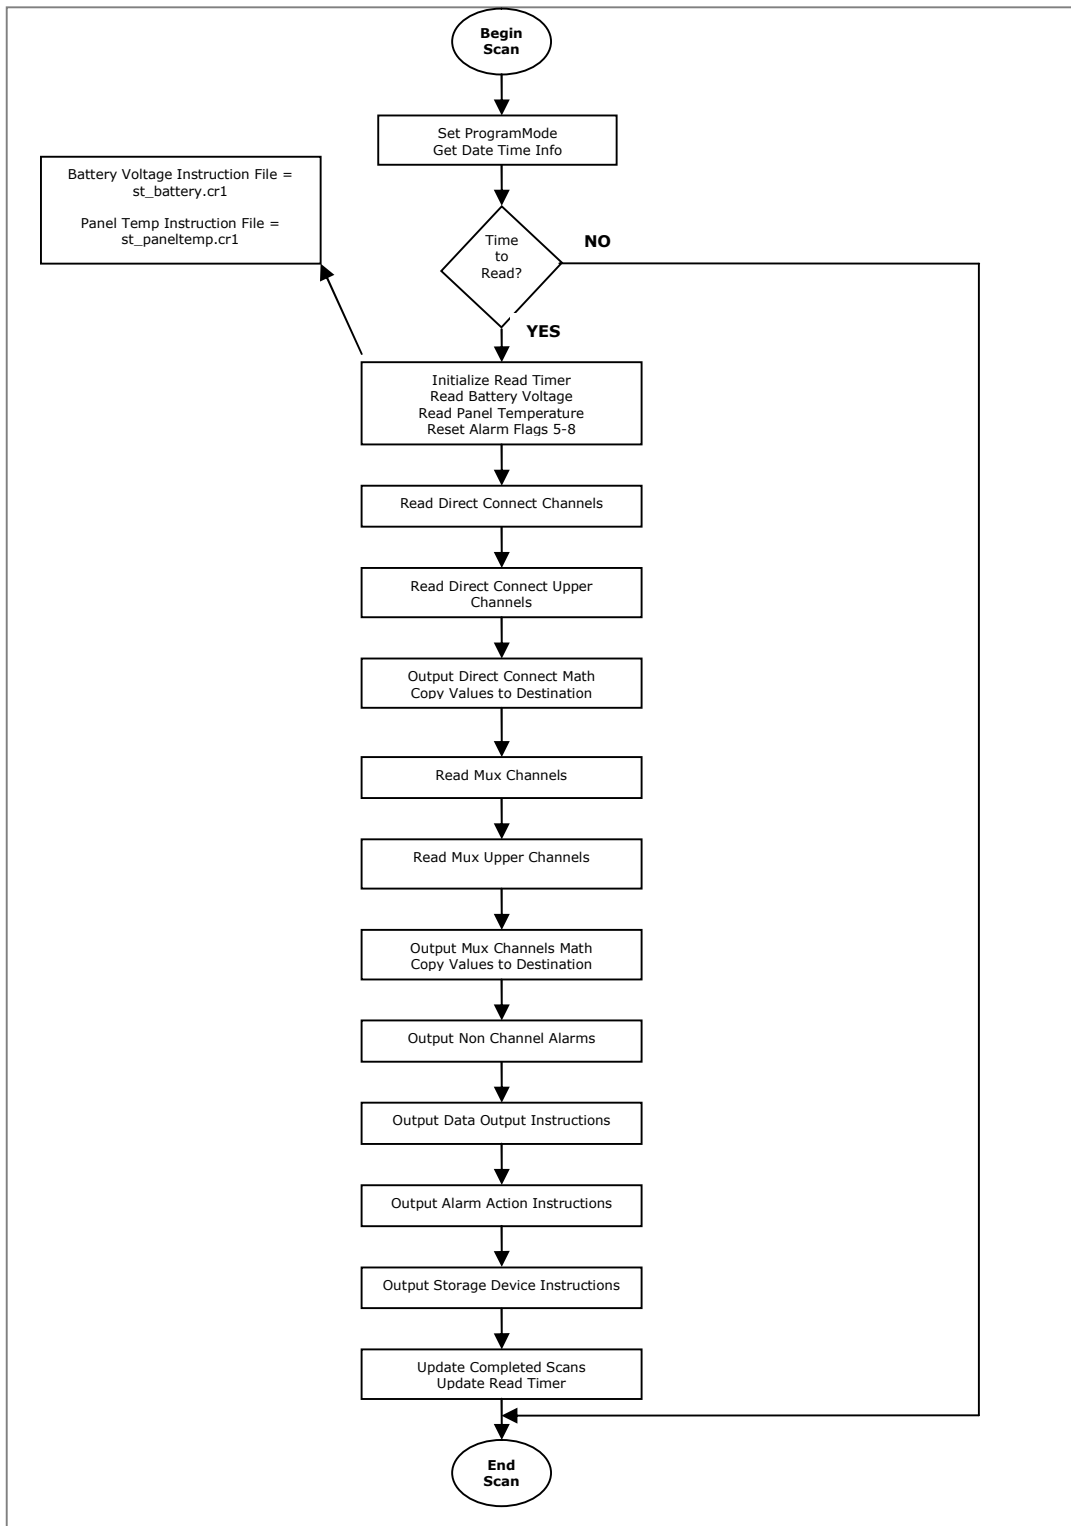 Begin
Scan
Set ProgramMode
Get Date Time Info
Battery Voltage Instruction File =
st_battery.cr1
Panel Temp Instruction File =
st_paneltemp.cr1
Time
to
Read?
NO
YES
Initialize Read Timer
Read Battery Voltage
Read Panel Temperature
Reset Alarm Flags 5-8
Read Direct Connect Channels
Read Direct Connect Upper
Channels
Output Direct Connect Math
Copy Values to Destination
Read Mux Channels
Read Mux Upper Channels
Output Mux Channels Math
Copy Values to Destination
Output Non Channel Alarms
Output Data Output Instructions
Output Alarm Action Instructions
Output Storage Device Instructions
Update Completed Scans
Update Read Timer
End
Scan